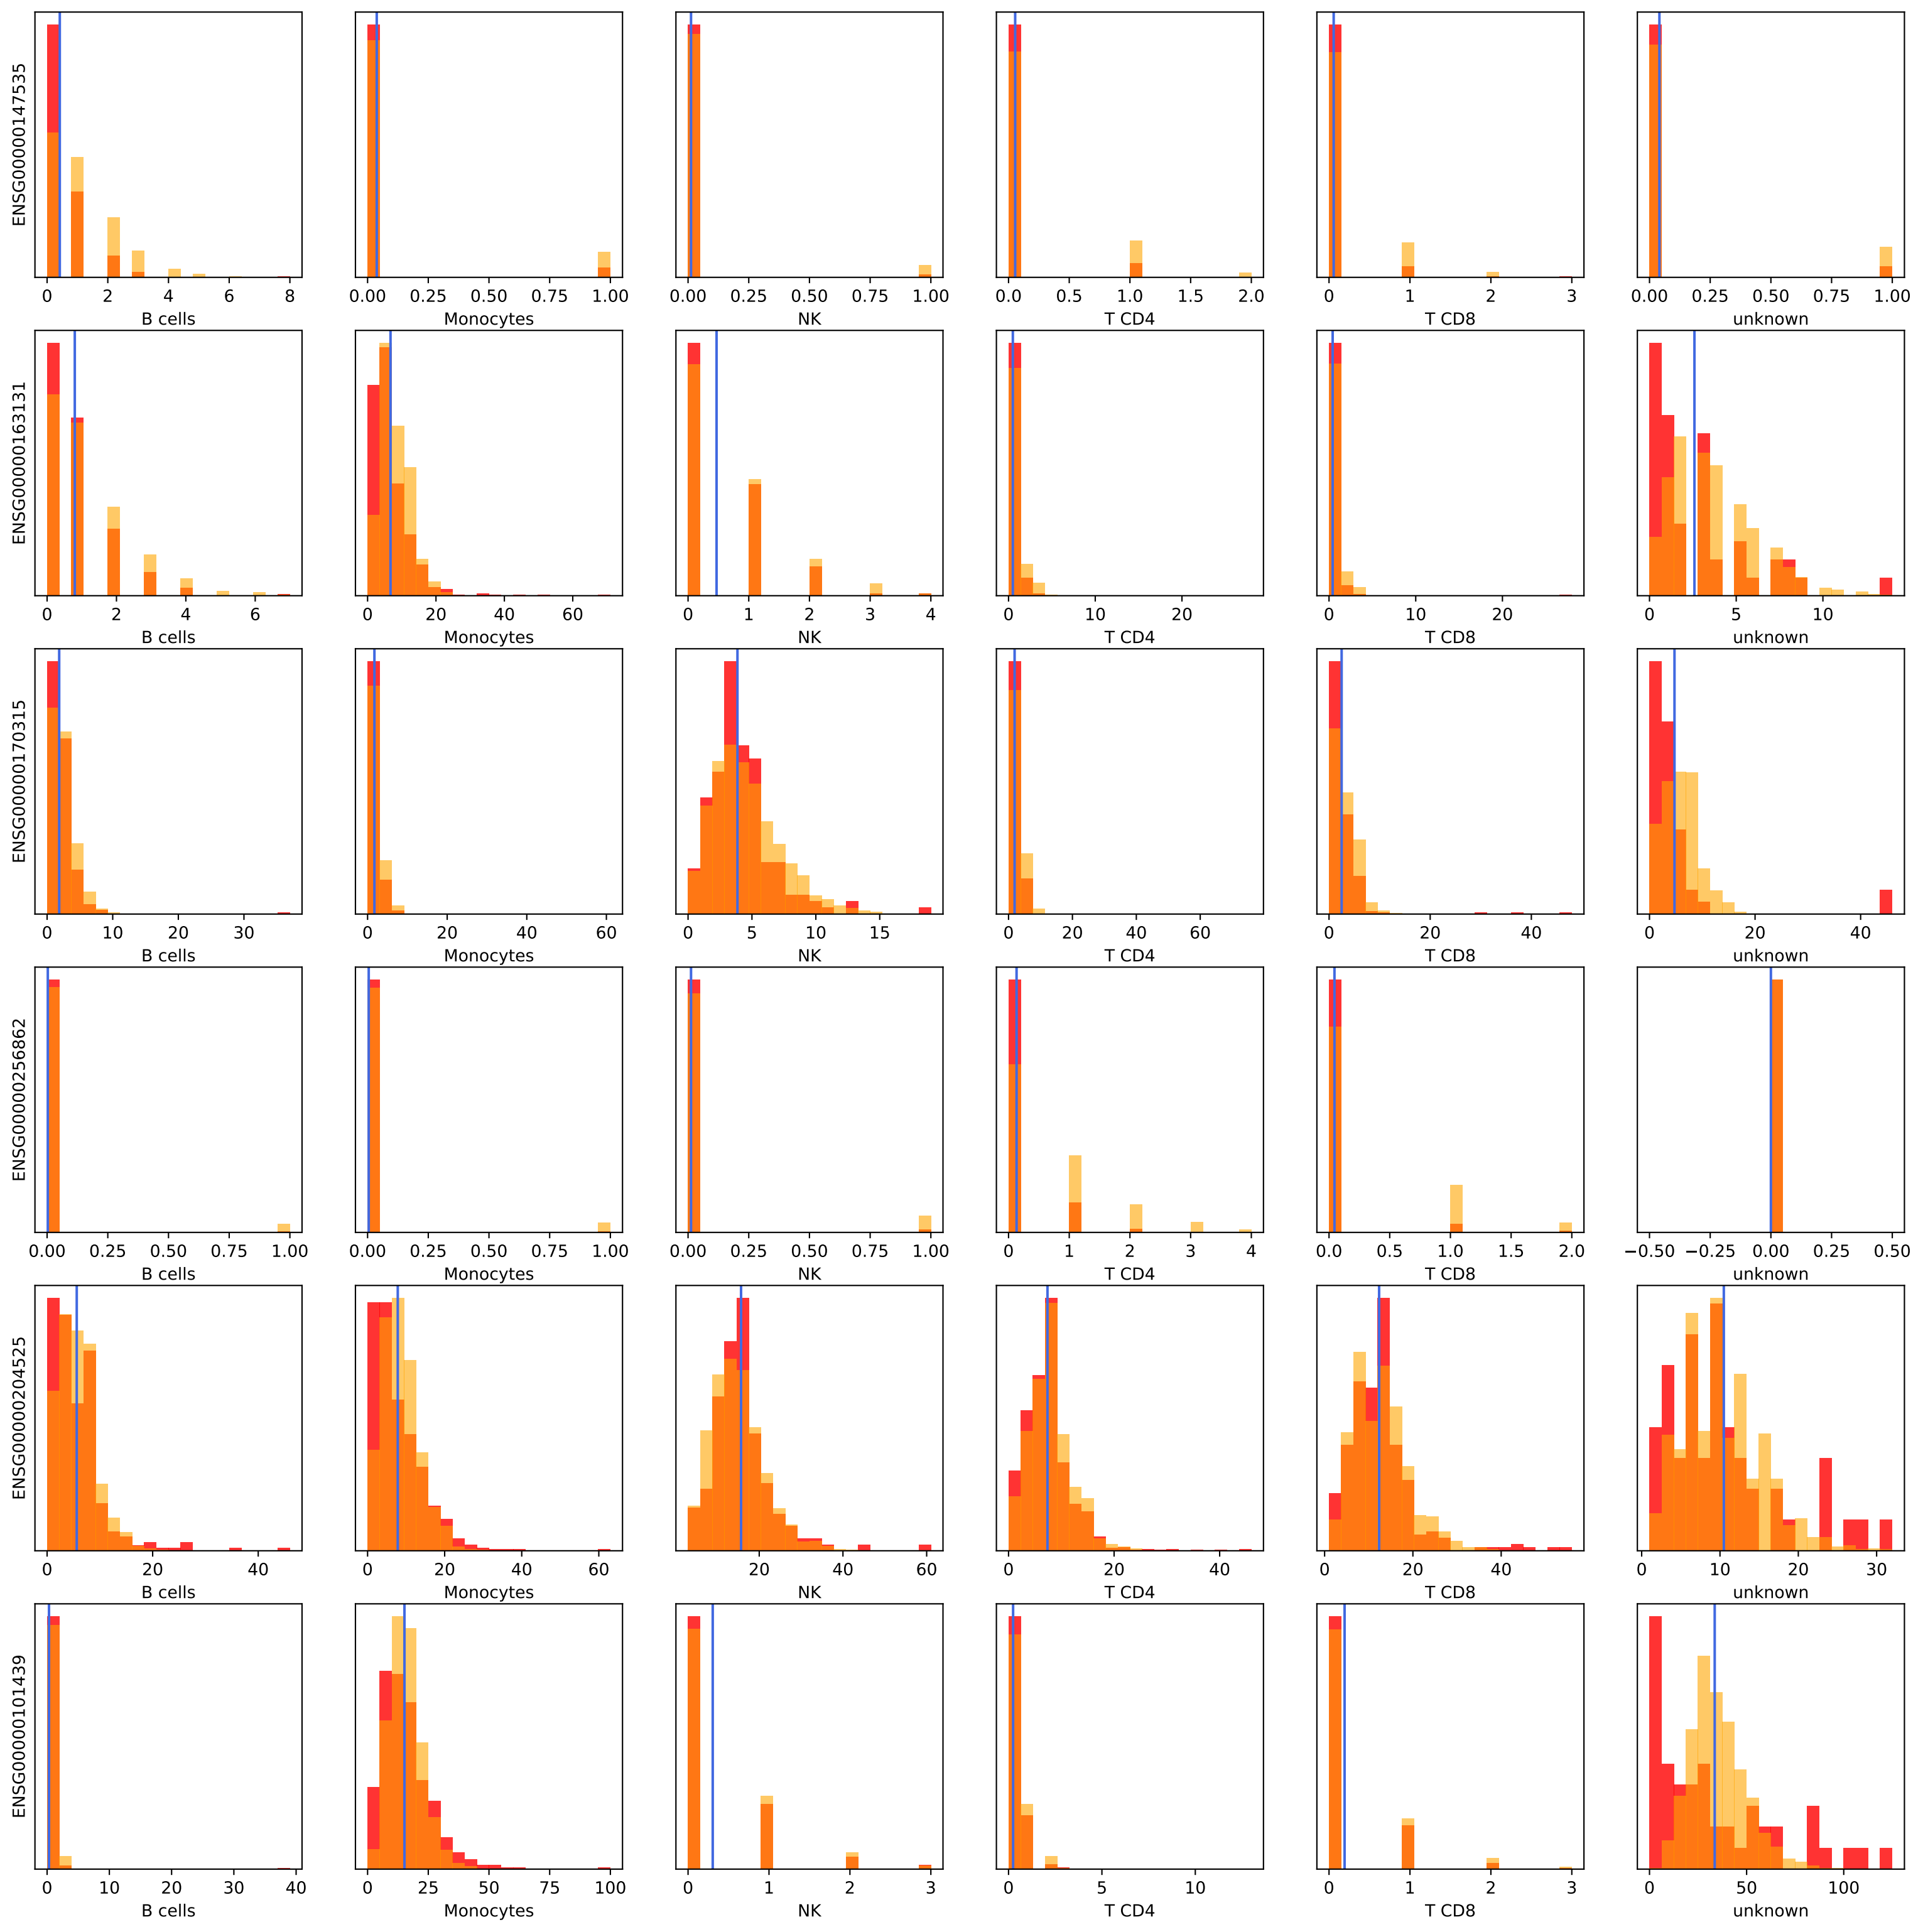 ENSG00000147535
0 2 4 6 8
B cells
0.00 0.25 0.50 0.75 1.00
Monocytes
0.00 0.25 0.50 0.75 1.00
NK
0.0 0.5 1.0 1.5 2.0
T CD4
0 1 2 3
T CD8
0.00 0.25 0.50 0.75 1.00
unknown
ENSG00000163131
0 2 4 6
B cells
0 20 40 60
Monocytes
0 1 2 3 4
NK
0 10 20
T CD4
0 10 20
T CD8
0 5 10
unknown
ENSG00000170315
0 10 20 30
B cells
0 20 40 60
Monocytes
0 5 10 15
NK
0 20 40 60
T CD4
0 20 40
T CD8
0 20 40
unknown
ENSG00000256862
0.00 0.25 0.50 0.75 1.00
B cells
0.00 0.25 0.50 0.75 1.00
Monocytes
0.00 0.25 0.50 0.75 1.00
NK
0 1 2 3 4
T CD4
0.0 0.5 1.0 1.5 2.0
T CD8
−0.50 −0.25 0.00 0.25 0.50
unknown
ENSG00000204525
0 20 40
B cells
0 20 40 60
Monocytes
20 40 60
NK
0 20 40
T CD4
0 20 40
T CD8
0 10 20 30
unknown
ENSG00000101439
0 10 20 30 40
B cells
0 25 50 75 100
Monocytes
0 1 2 3
NK
0 5 10
T CD4
0 1 2 3
T CD8
0 50 100
unknown